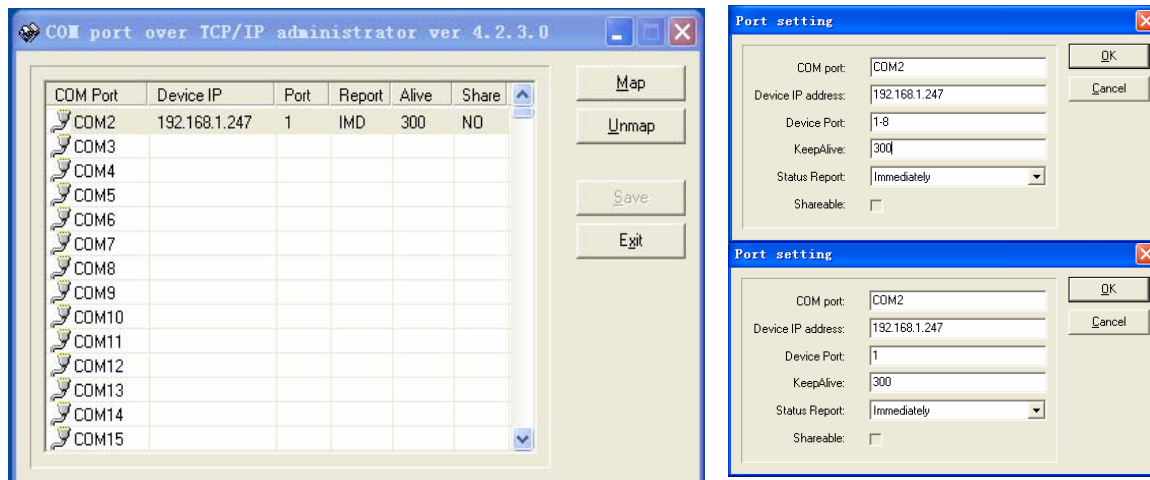 COM port over TCP/IP administrator ver 4.2.3.0
COM Port Device IP Port Report Alive Share
COM2 192.168.1.247 1 IMD 300 NO
COM3
COM4
COM5
COM6
COM7
COM8
COM9
COM10
COM11
COM12
COM13
COM14
COM15
Map
Unmap
Save
Exit
Port setting
COM port: COM2
Device IP address: 192.168.1.247
Device Port: 1-8
KeepAlive: 300
Status Report: Immediately
Shareable:
OK
Cancel
Port setting
COM port: COM2
Device IP address: 192.168.1.247
Device Port: 1
KeepAlive: 300
Status Report: Immediately
Shareable:
OK
Cancel